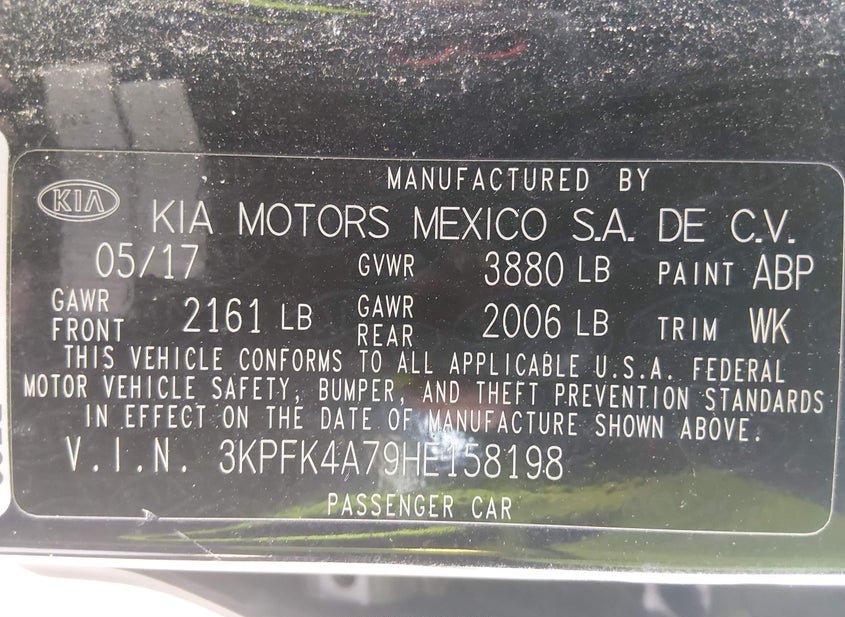 MANUFACTURED BY
KIA KIA MOTORS MEXICO S.A. DE C.V.
05/17 GVWR 3880 LB PAINT ABP
GAWR FRONT 2161 LB GAWR REAR 2006 LB TRIM WK
THIS VEHICLE CONFORMS TO ALL APPLICABLE U.S.A. FEDERAL
MOTOR VEHICLE SAFETY, BUMPER, AND THEFT PREVENTION STANDARDS
IN EFFECT ON THE DATE OF MANUFACTURE SHOWN ABOVE.
V.I.N. 3KPFK4A79HE158198
PASSENGER CAR